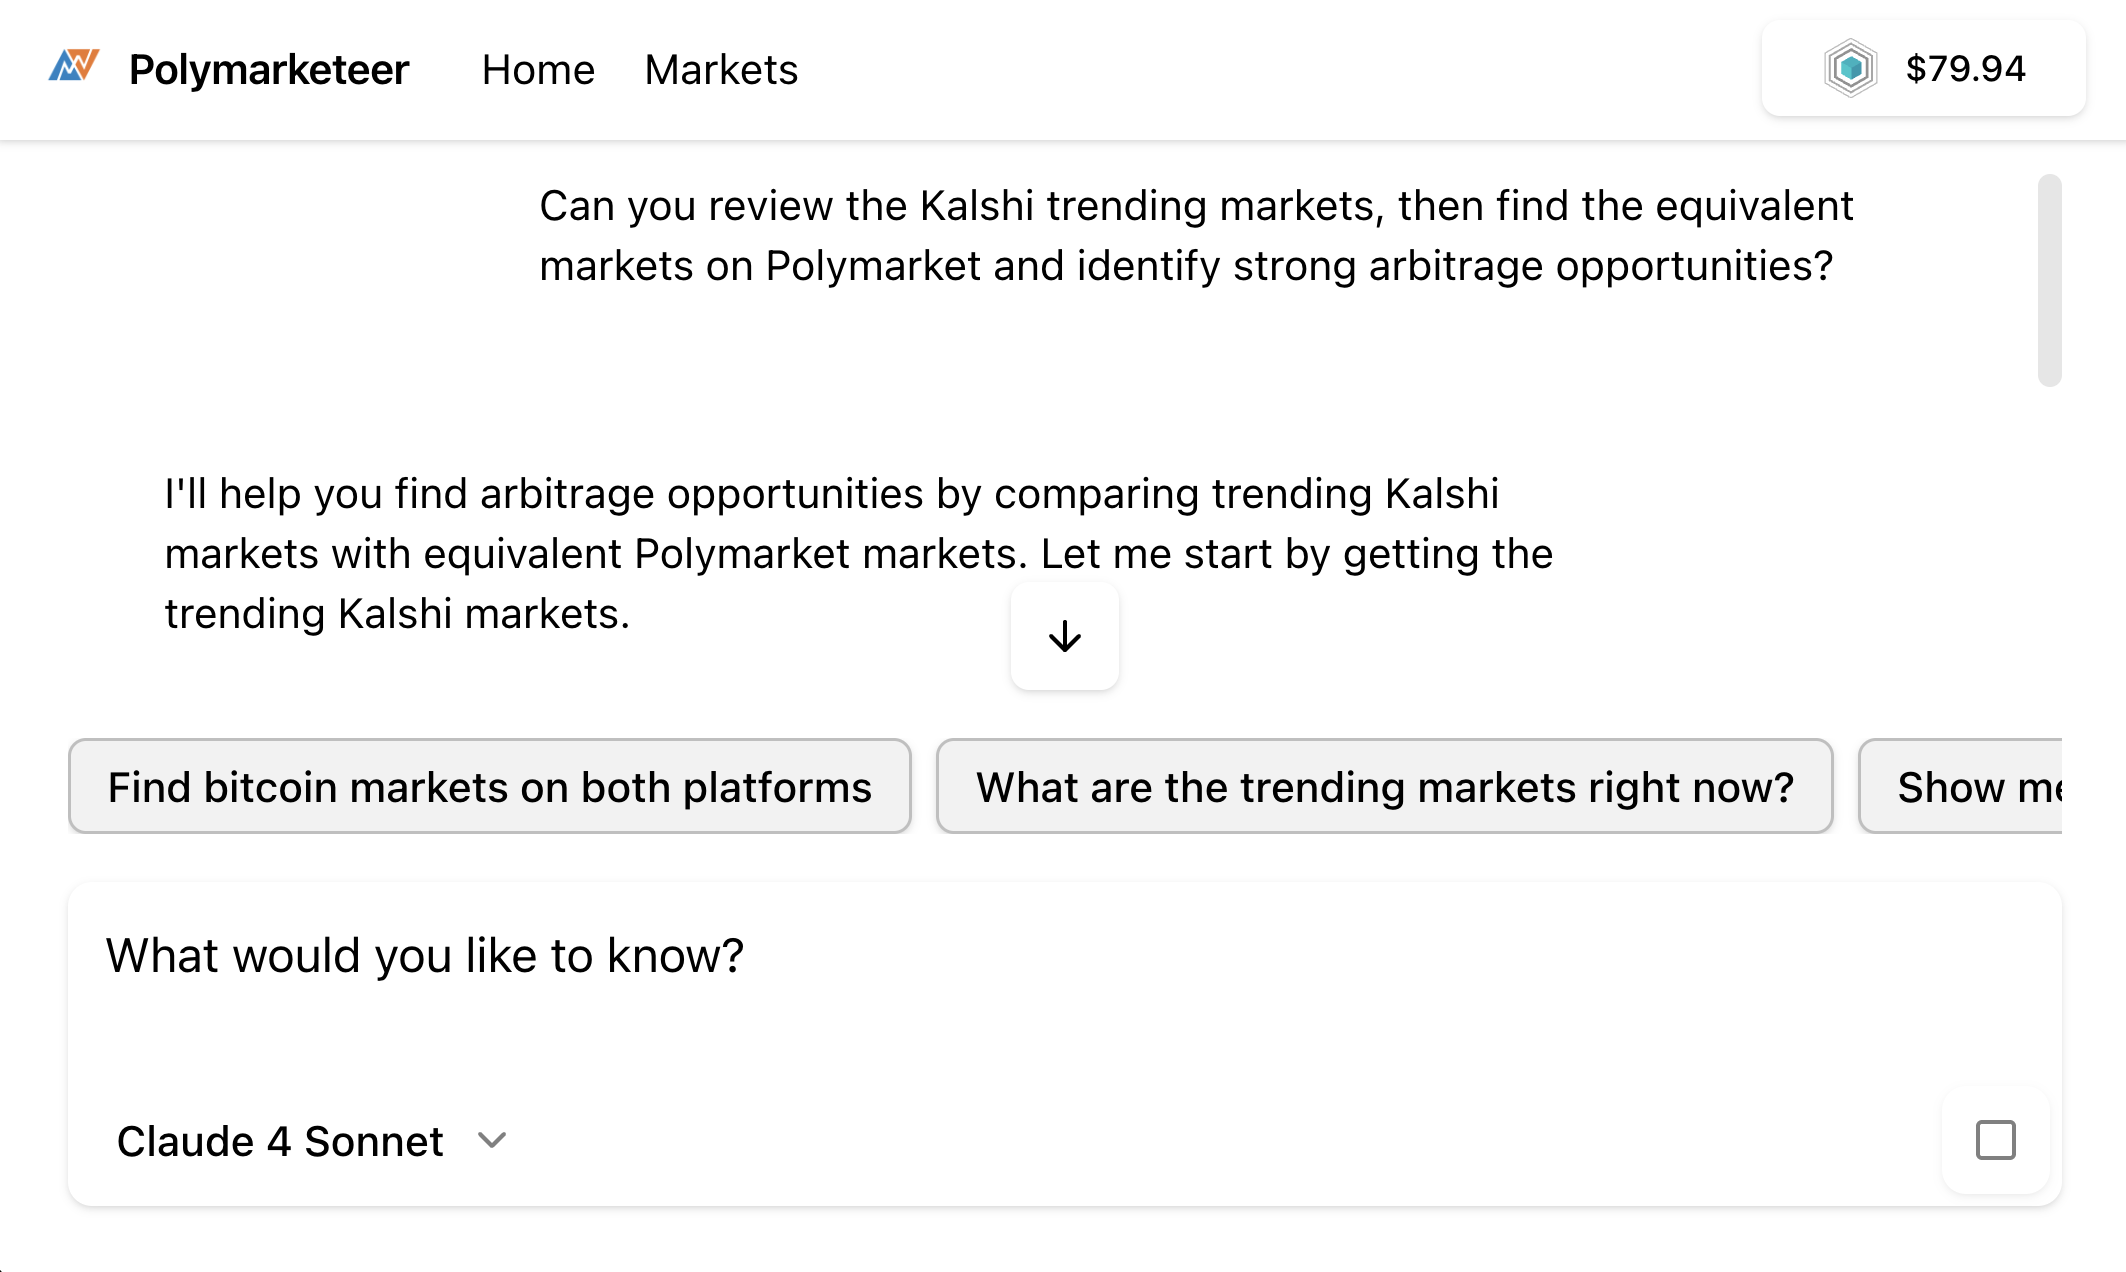 Polymarketeer Home Markets $79.94
Can you review the Kalshi trending markets, then find the equivalent
markets on Polymarket and identify strong arbitrage opportunities?
I'll help you find arbitrage opportunities by comparing trending Kalshi
markets with equivalent Polymarket markets. Let me start by getting the
trending Kalshi markets.
Find bitcoin markets on both platforms What are the trending markets right now? Show me
What would you like to know?
Claude 4 Sonnet